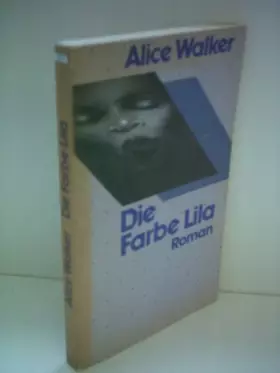 Alice Walker
Die
Farbe Lila
Roman
Alice Walker Die Farbe Lila